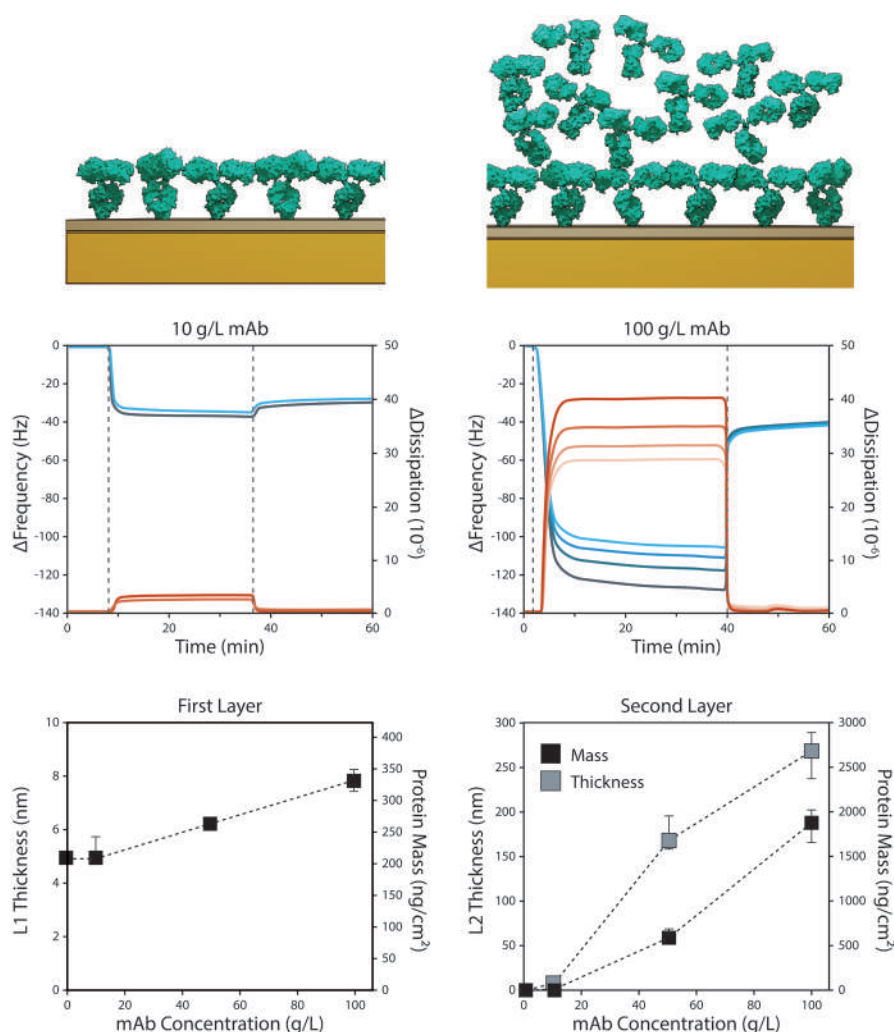 10 g/L mAb
0
-20
-40
-60
-80
-100
-120
-140
ΔFrequency (Hz)
50
40
30
20
10
0
ΔDissipation (10⁻⁶)
0 20 40 60
Time (min)
100 g/L mAb
0
-20
-40
-60
-80
-100
-120
-140
ΔFrequency (Hz)
50
40
30
20
10
0
ΔDissipation (10⁻⁶)
0 20 40 60
Time (min)
First Layer
10
8
6
4
2
0
L1 Thickness (nm)
400
350
300
250
200
150
100
50
0
Protein Mass (ng/cm²)
0 20 40 60 80 100
mAb Concentration (g/L)
Second Layer
Mass
Thickness
300
250
200
150
100
50
0
L2 Thickness (nm)
3000
2500
2000
1500
1000
500
0
Protein Mass (ng/cm²)
0 20 40 60 80 100
mAb Concentration (g/L)